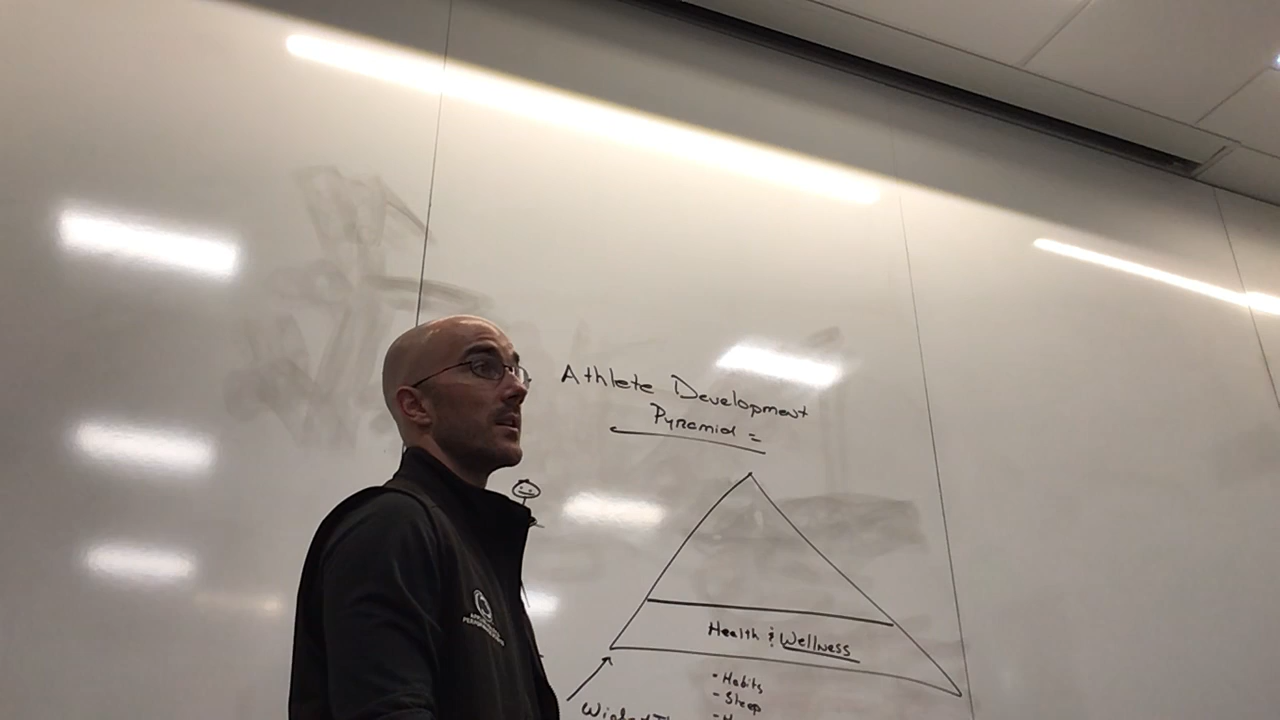 Athlete Development
Pyramid =
Health & Wellness
- Habits
- Sleep